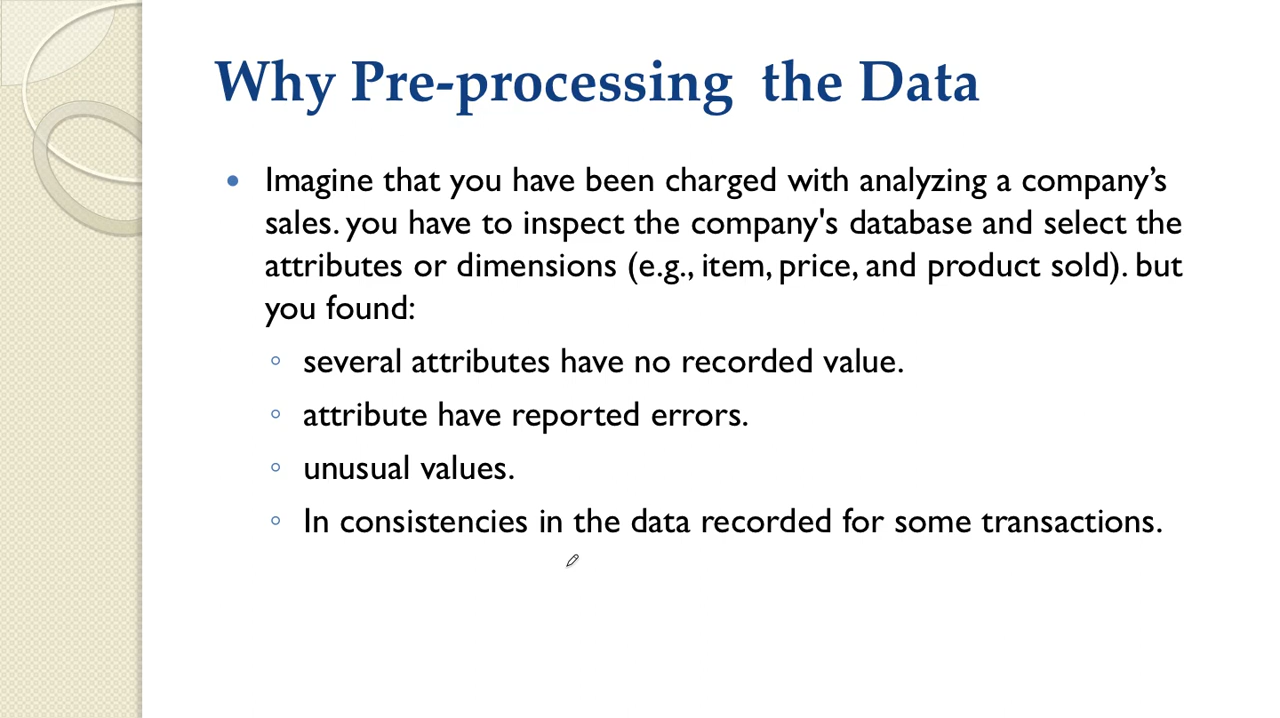 Why Pre-processing  the Data
• Imagine that you have been charged with analyzing a company’s
sales. you have to inspect the company's database and select the
attributes or dimensions (e.g., item, price, and product sold). but
you found:
◦ several attributes have no recorded value.
◦ attribute have reported errors.
◦ unusual values.
◦ In consistencies in the data recorded for some transactions.